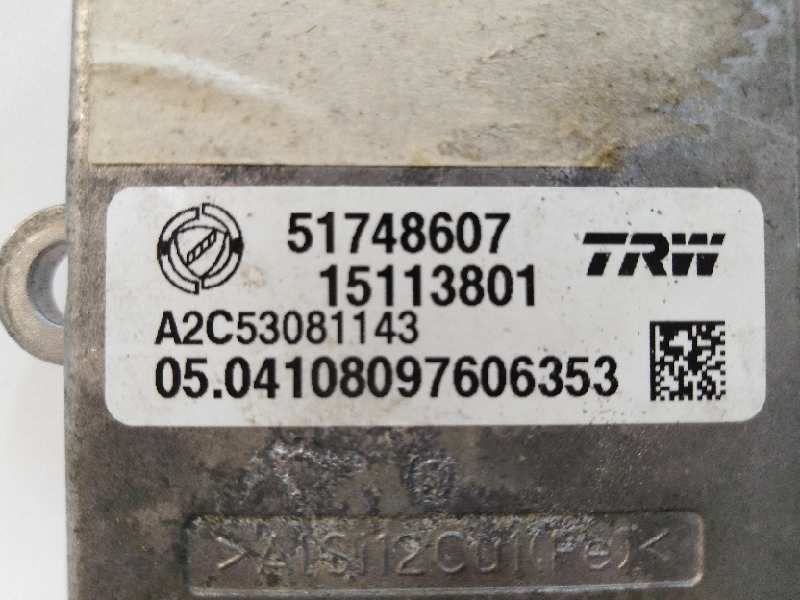 51748607
TRW
15113801
A2C53081143
05.04108097606353
>AlSi12Cu1(Fe)<